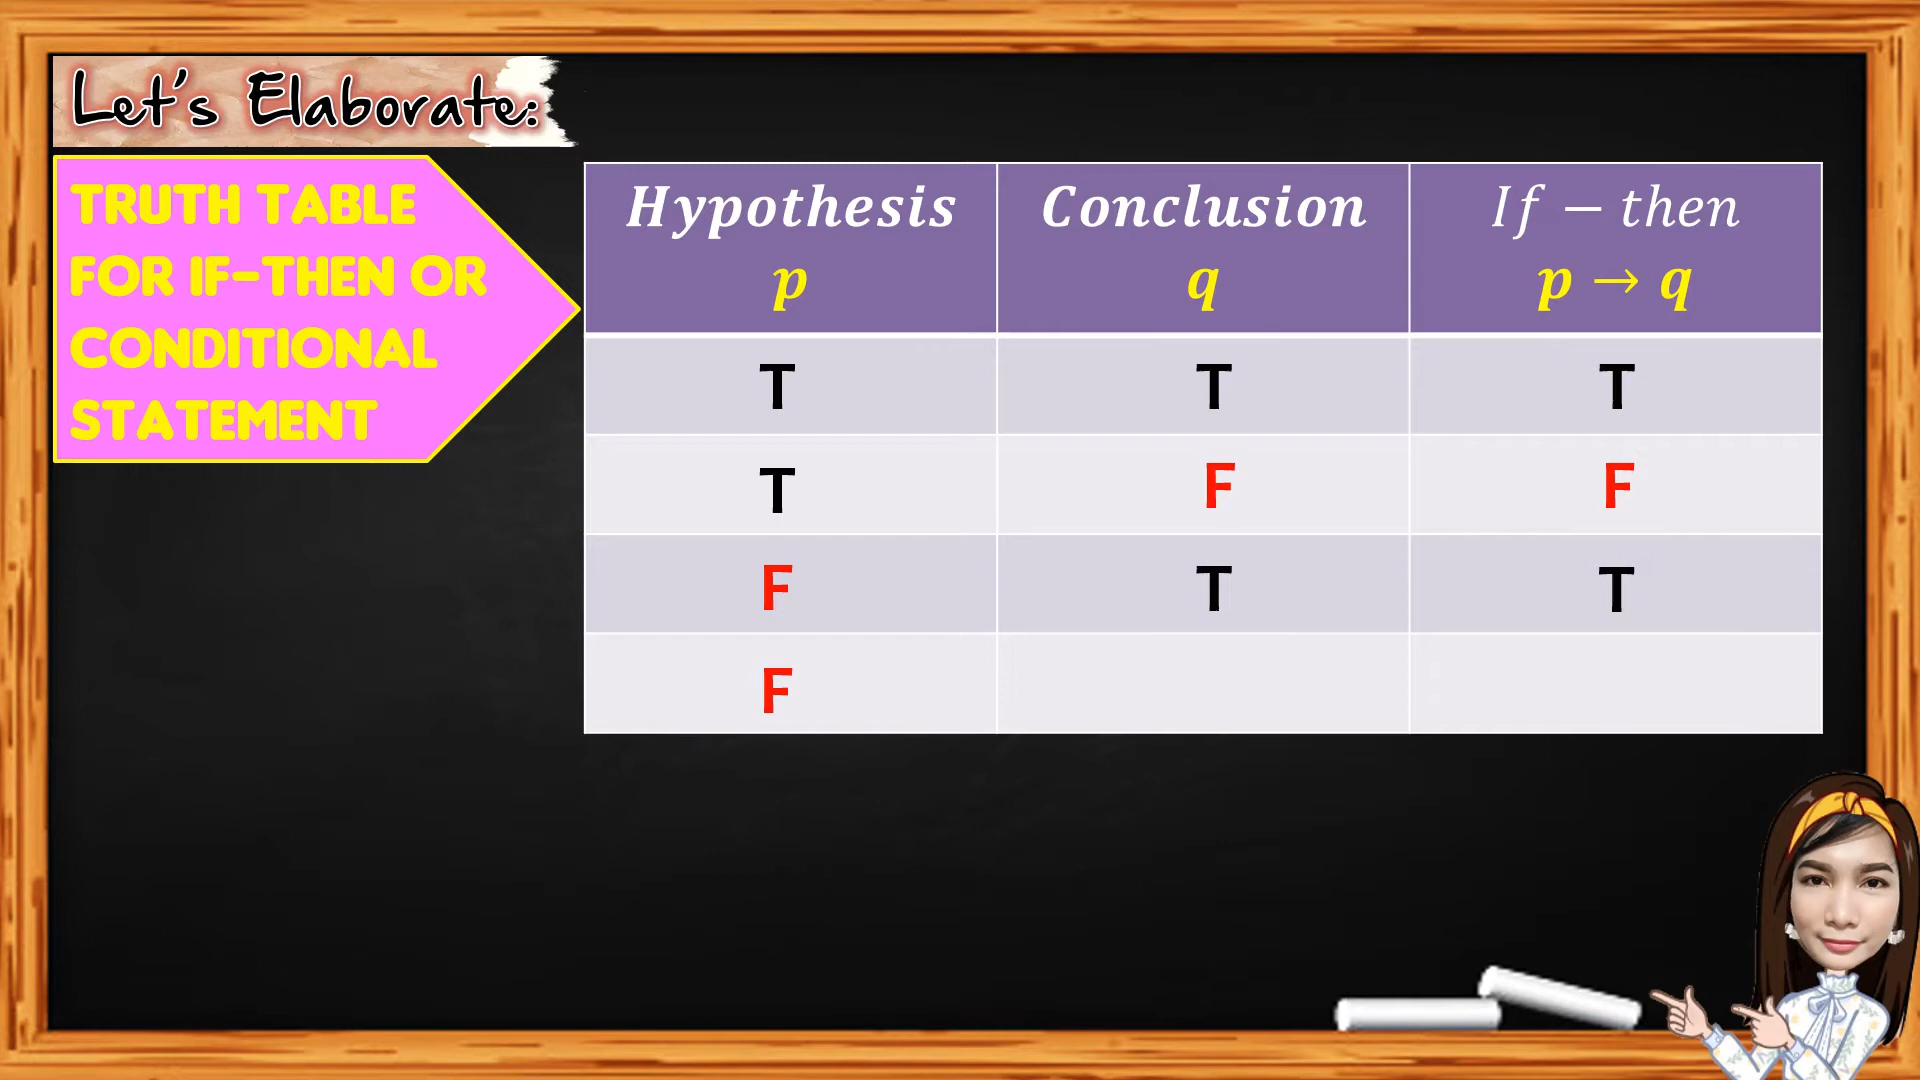 Let's Elaborate:
TRUTH TABLE
FOR IF-THEN OR
CONDITIONAL
STATEMENT
Hypothesis Conclusion If − then
p q p → q
T T T
T F F
F T T
F